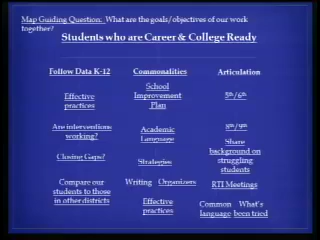 Map Guiding Question: What are the goals/objectives of our work
together?
Students who are Career & College Ready
Follow Data K-12
Commonalities
Articulation
Effective
practices
School
Improvement
Plan
5th/6th
Are interventions
working?
Academic
Language
8th/9th
Share
background on
struggling
students
Closing Gaps?
Strategies
RTI Meetings
Compare our
students to those
in other districts
Writing Organizers
Effective
practices
Common What's
language been tried